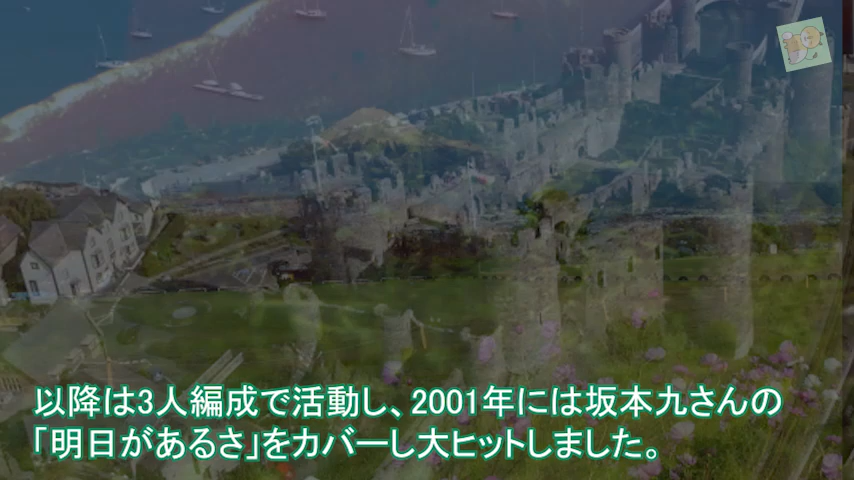 以降は3人編成で活動し、2001年には坂本九さんの
「明日があるさ」をカバーし大ヒットしました。